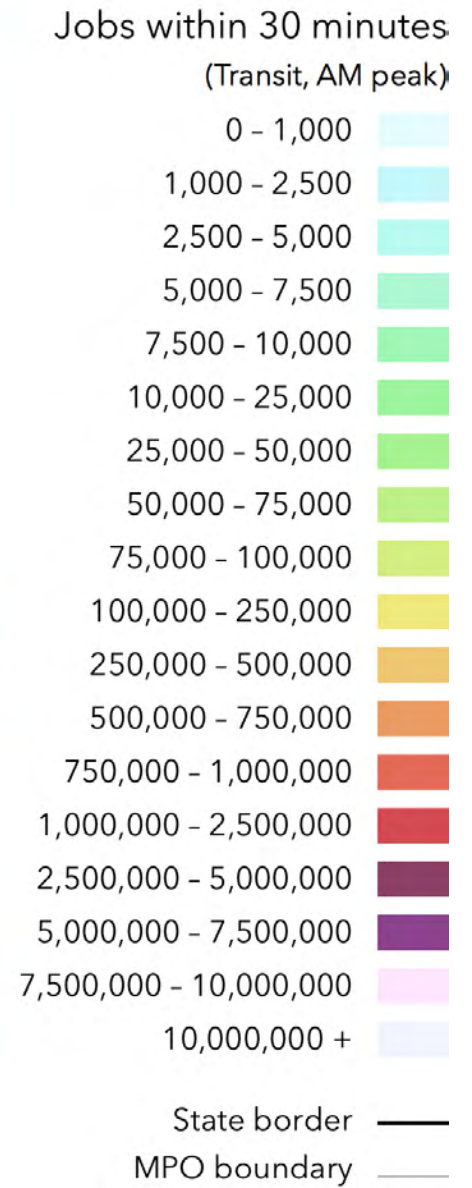 Jobs within 30 minutes
(Transit, AM peak)
0 – 1,000
1,000 – 2,500
2,500 – 5,000
5,000 – 7,500
7,500 – 10,000
10,000 – 25,000
25,000 – 50,000
50,000 – 75,000
75,000 – 100,000
100,000 – 250,000
250,000 – 500,000
500,000 – 750,000
750,000 – 1,000,000
1,000,000 – 2,500,000
2,500,000 – 5,000,000
5,000,000 – 7,500,000
7,500,000 – 10,000,000
10,000,000 +
State border
MPO boundary